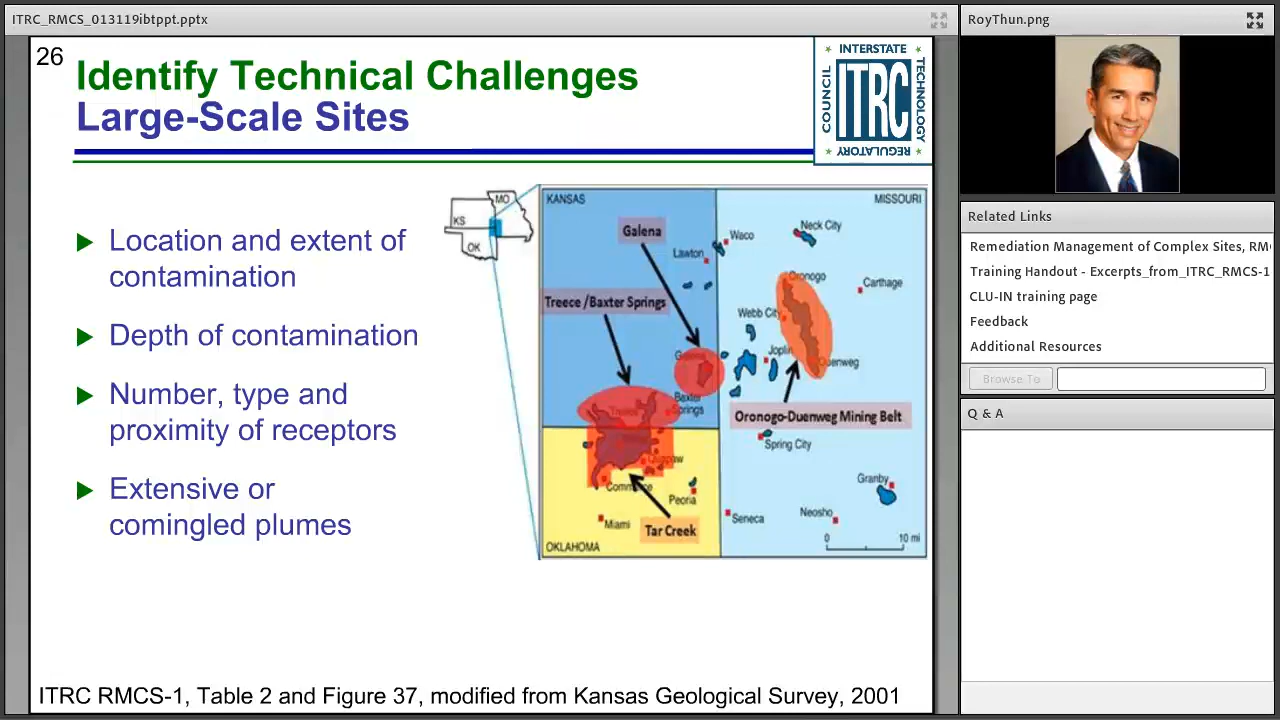 ITRC_RMCS_013119ibtppt.pptx
RoyThun.png
26
Identify Technical Challenges
Large-Scale Sites
INTERSTATE
TECHNOLOGY
REGULATORY
COUNCIL
ITRC
Location and extent of
contamination
Depth of contamination
Number, type and
proximity of receptors
Extensive or
comingled plumes
MO
KS
OK
KANSAS
MISSOURI
Galena
Neck City
Waco
Lawton
Oronogo
Carthage
Treece /Baxter Springs
Webb City
Joplin
Duenweg
Baxter
Springs
Oronogo-Duenweg Mining Belt
Spring City
Quapaw
Commerce
Peoria
Granby
Miami
Tar Creek
Seneca
Neosho
0
10 mi
OKLAHOMA
ITRC RMCS-1, Table 2 and Figure 37, modified from Kansas Geological Survey, 2001
Related Links
Remediation Management of Complex Sites, RM
Training Handout - Excerpts_from_ITRC_RMCS-1
CLU-IN training page
Feedback
Additional Resources
Browse To
Q & A